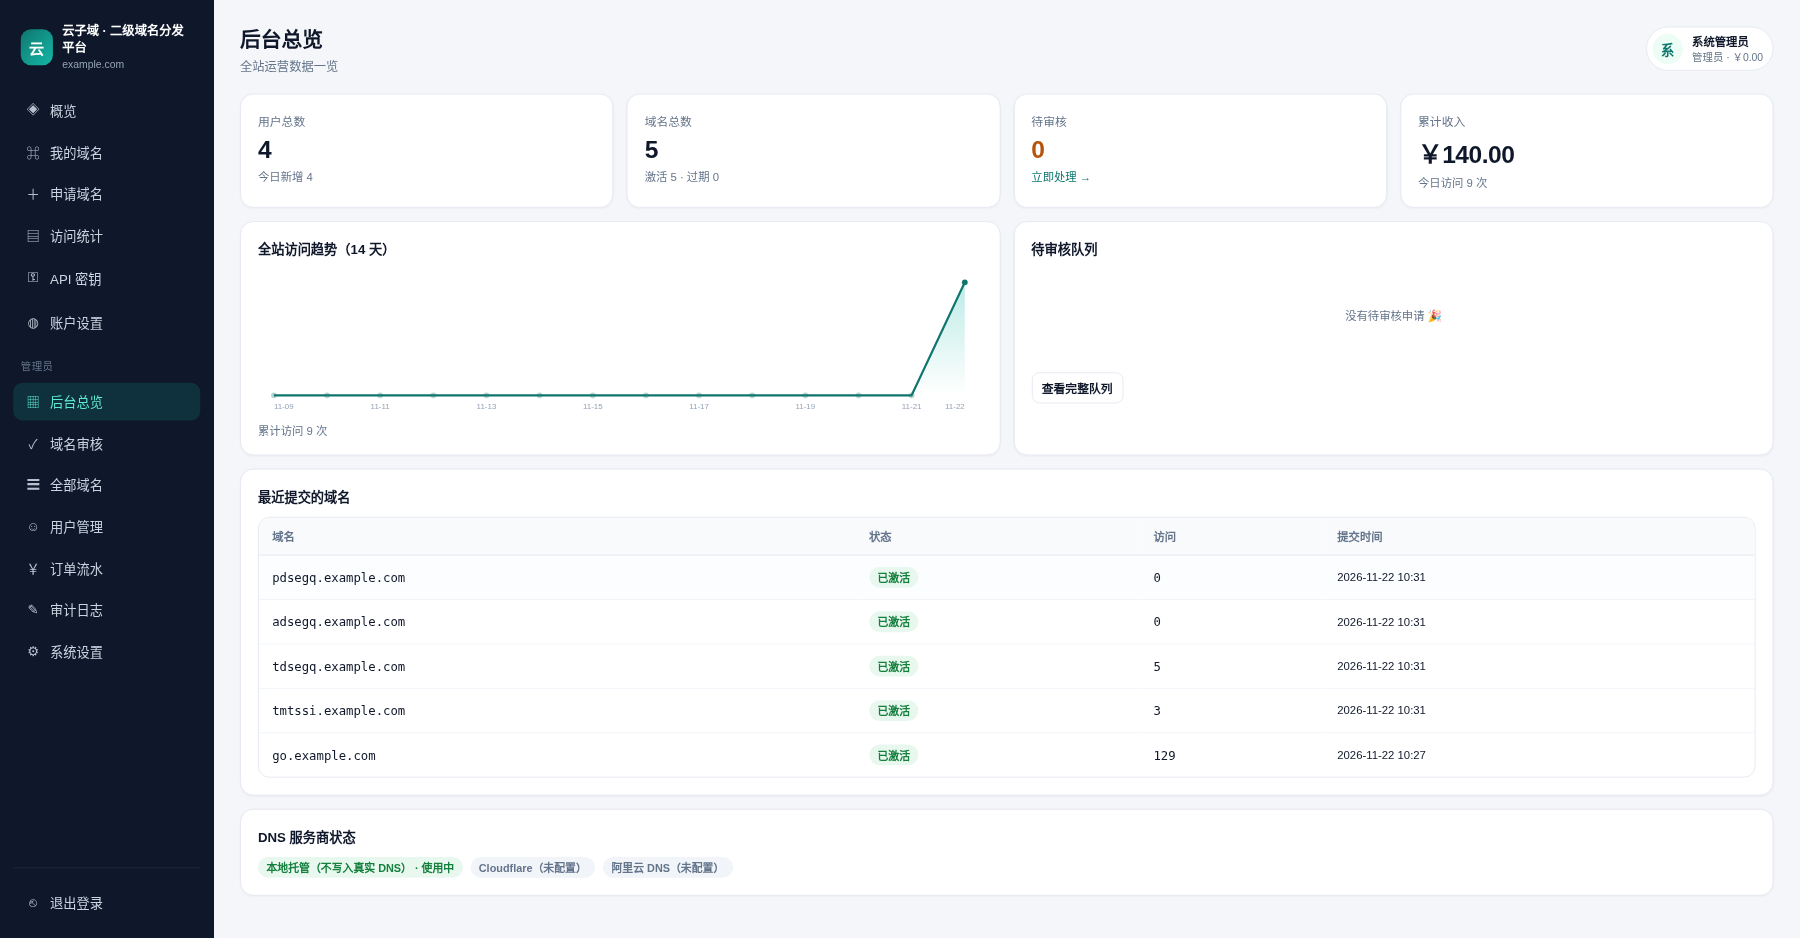 云
云子域 · 二级域名分发
平台
example.com
概览
我的域名
申请域名
访问统计
API 密钥
账户设置
管理员
后台总览
域名审核
全部域名
用户管理
¥ 订单流水
审计日志
系统设置
退出登录
后台总览
全站运营数据一览
系
系统管理员
管理员 · ￥0.00
用户总数
4
今日新增 4
域名总数
5
激活 5 · 过期 0
待审核
0
立即处理 →
累计收入
￥140.00
今日访问 9 次
全站访问趋势（14 天）
11-09 11-11 11-13 11-15 11-17 11-19 11-21 11-22
累计访问 9 次
待审核队列
没有待审核申请 🎉
查看完整队列
最近提交的域名
域名 状态 访问 提交时间
pdsegq.example.com 已激活 0 2026-11-22 10:31
adsegq.example.com 已激活 0 2026-11-22 10:31
tdsegq.example.com 已激活 5 2026-11-22 10:31
tmtssi.example.com 已激活 3 2026-11-22 10:31
go.example.com 已激活 129 2026-11-22 10:27
DNS 服务商状态
本地托管（不写入真实 DNS） · 使用中 Cloudflare（未配置） 阿里云 DNS（未配置）